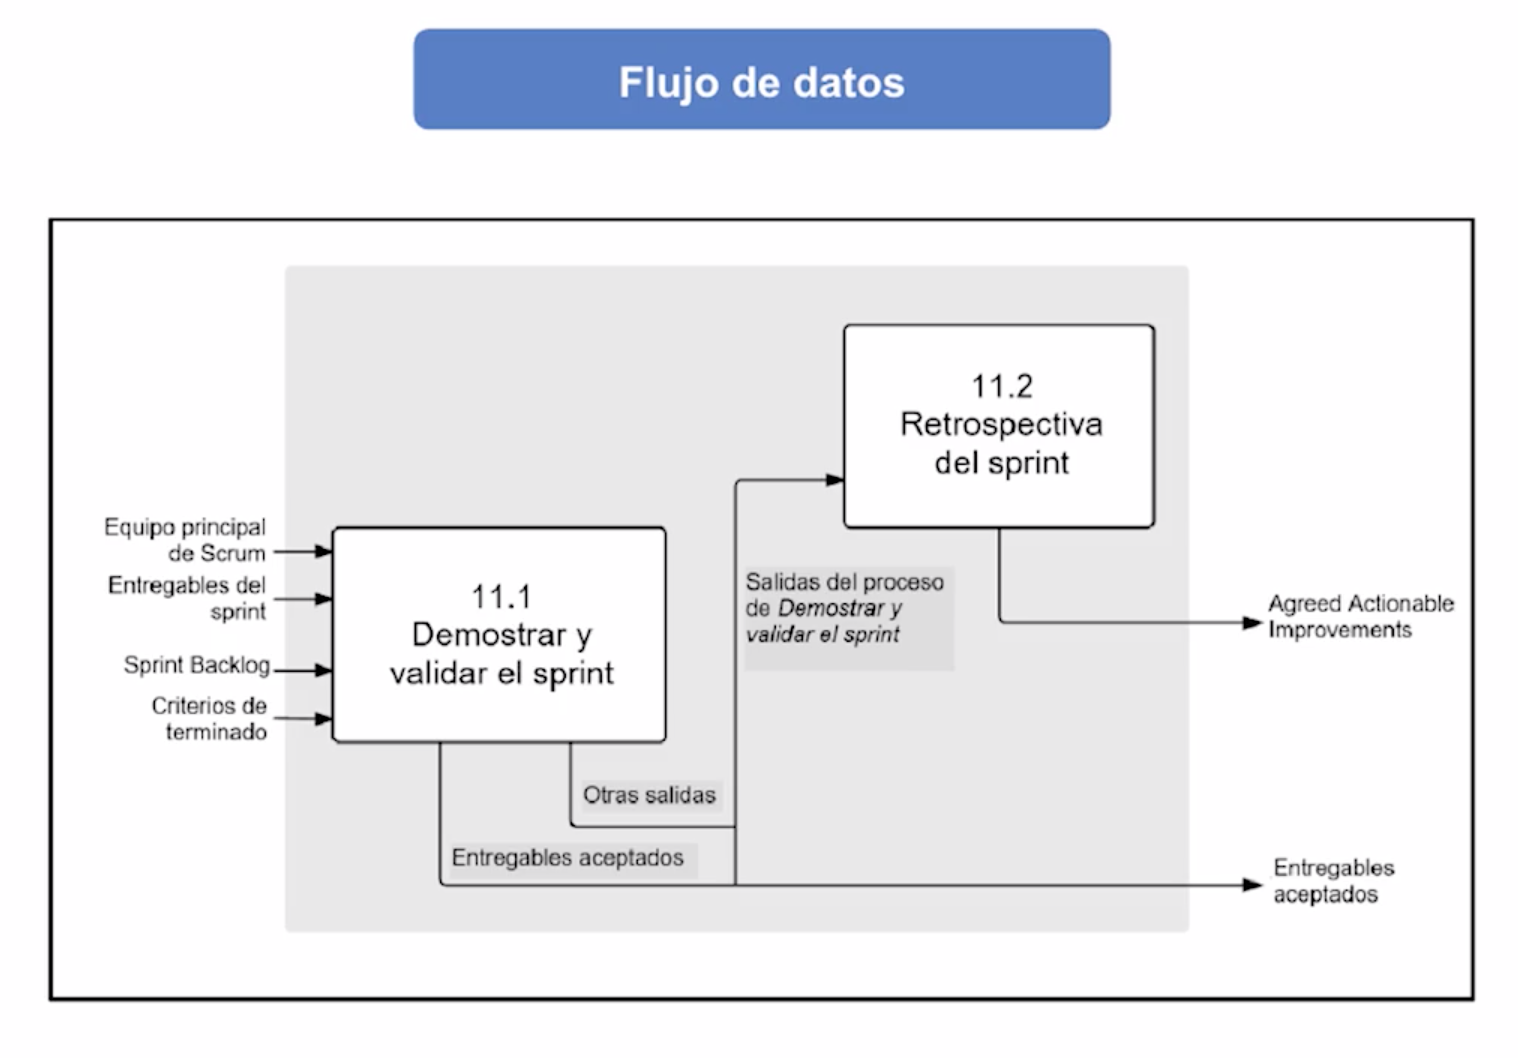 Flujo de datos
11.2
Retrospectiva
del sprint
Equipo principal
de Scrum
Entregables del
sprint
Sprint Backlog
Criterios de
terminado
11.1
Demostrar y
validar el sprint
Salidas del proceso
de Demostrar y
validar el sprint
Agreed Actionable
Improvements
Otras salidas
Entregables aceptados
Entregables
aceptados